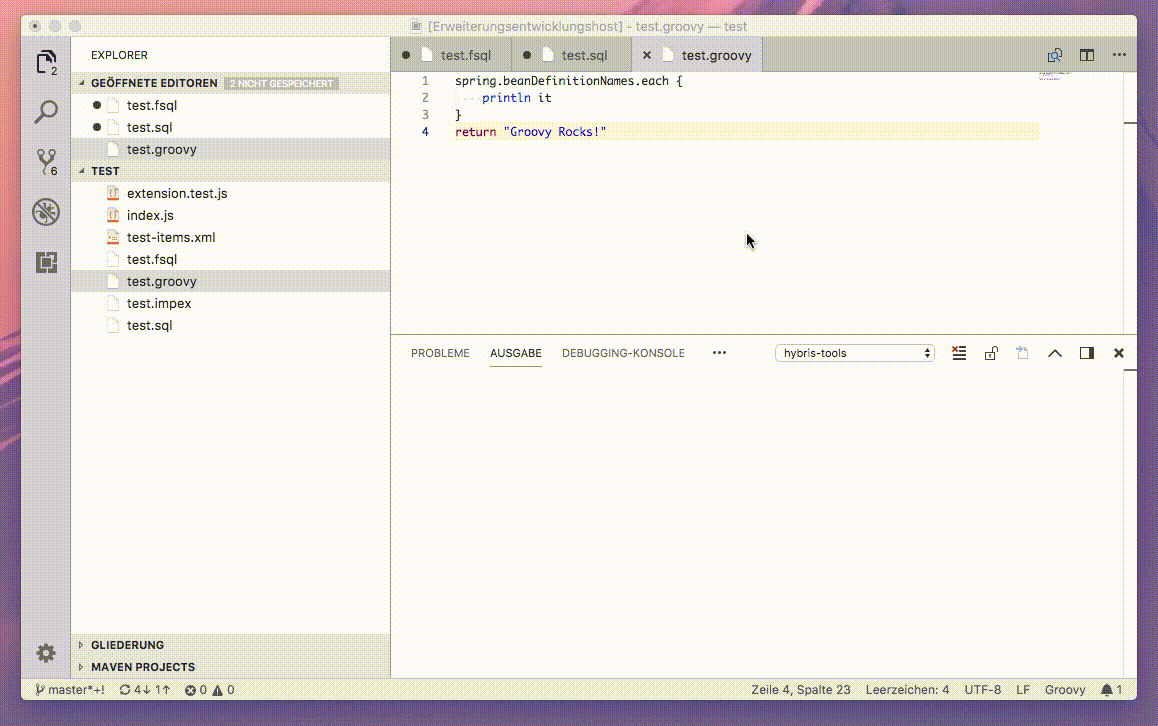 [Erweiterungsentwicklungshost] - test.groovy — test
EXPLORER
GEÖFFNETE EDITOREN 2 NICHT GESPEICHERT
test.fsql
test.sql
test.groovy
TEST
extension.test.js
index.js
test-items.xml
test.fsql
test.groovy
test.impex
test.sql
GLIEDERUNG
MAVEN PROJECTS
2
6
test.fsql test.sql test.groovy
1 spring.beanDefinitionNames.each {
2 println it
3 }
4 return "Groovy Rocks!"
PROBLEME AUSGABE DEBUGGING-KONSOLE hybris-tools
master*+! 4↓ 1↑ 0 0 Zeile 4, Spalte 23 Leerzeichen: 4 UTF-8 LF Groovy 1